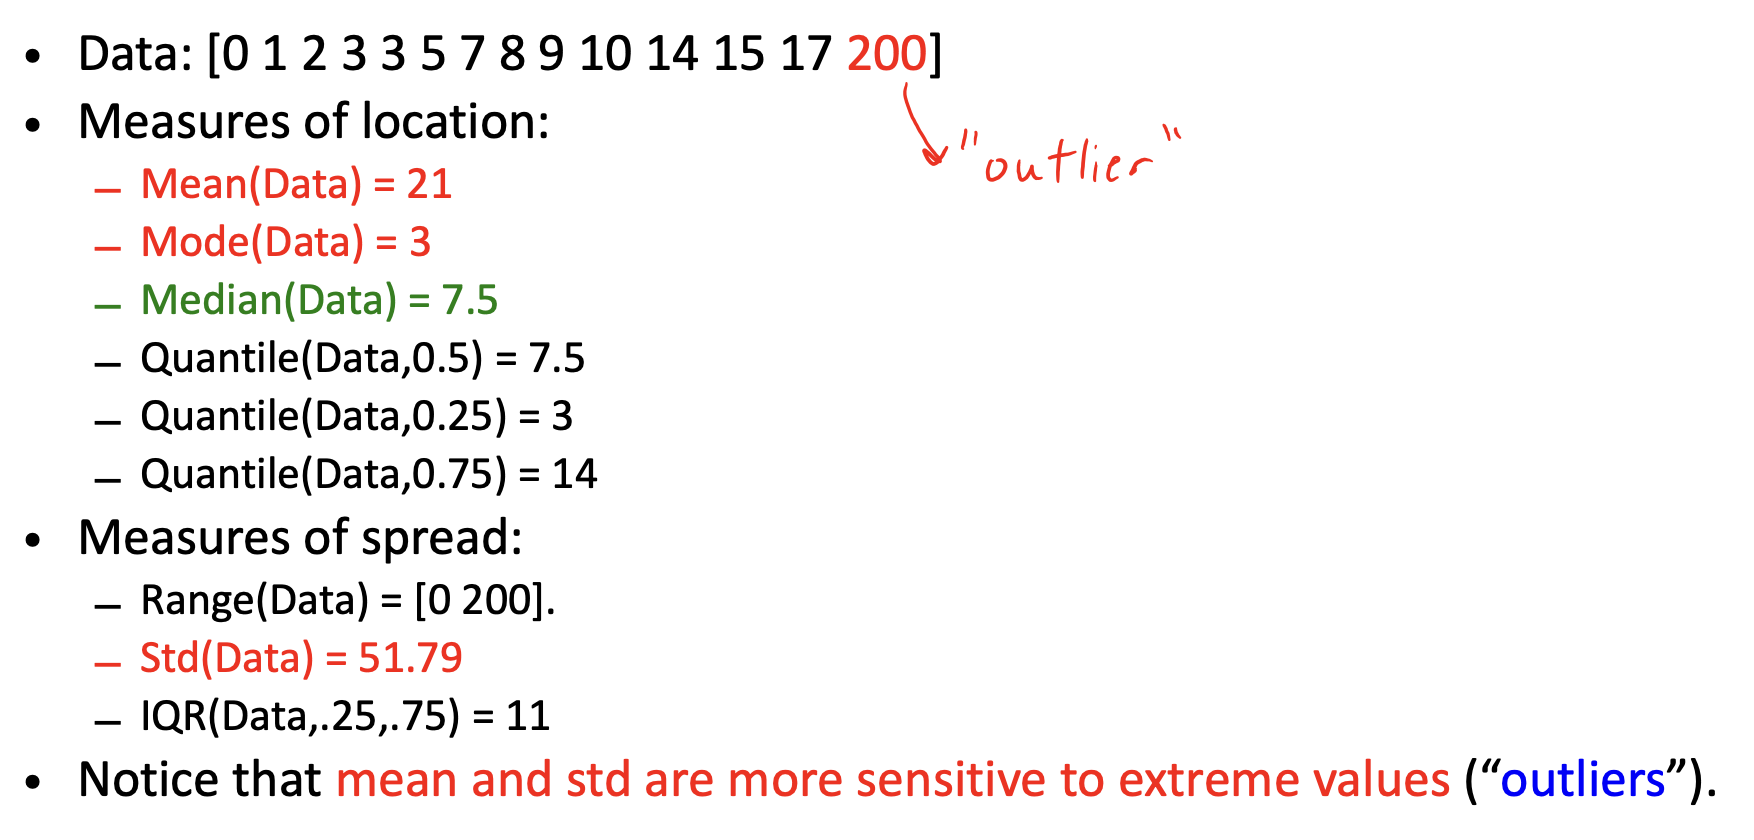 • Data: [0 1 2 3 3 5 7 8 9 10 14 15 17 200]
• Measures of location:
"outlier"
– Mean(Data) = 21
– Mode(Data) = 3
– Median(Data) = 7.5
– Quantile(Data,0.5) = 7.5
– Quantile(Data,0.25) = 3
– Quantile(Data,0.75) = 14
• Measures of spread:
– Range(Data) = [0 200].
– Std(Data) = 51.79
– IQR(Data,.25,.75) = 11
• Notice that mean and std are more sensitive to extreme values (“outliers”).